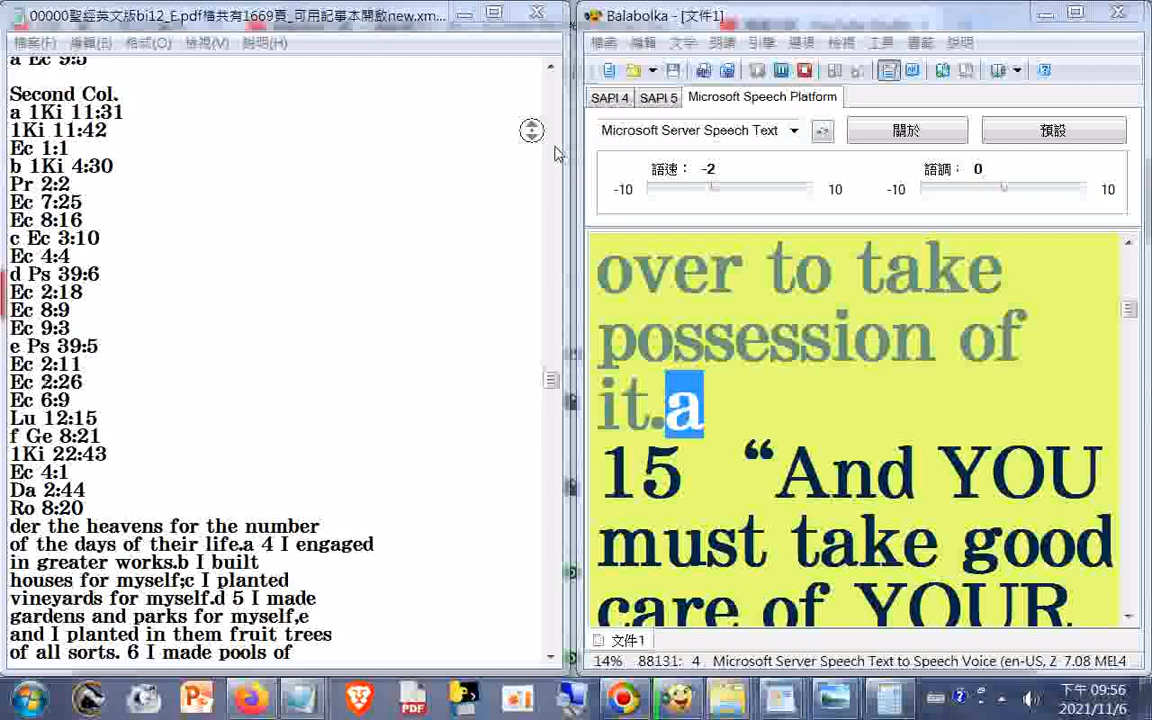 00000聖經英文版bi12_E.pdf檔共有1669頁_可用記事本開啟new.xm...
檔案(F) 編輯(E) 格式(O) 檢視(V) 說明(H)
a Ec 9:5
Second Col.
a 1Ki 11:31
1Ki 11:42
Ec 1:1
b 1Ki 4:30
Pr 2:2
Ec 7:25
Ec 8:16
c Ec 3:10
Ec 4:4
d Ps 39:6
Ec 2:18
Ec 8:9
Ec 9:3
e Ps 39:5
Ec 2:11
Ec 2:26
Ec 6:9
Lu 12:15
f Ge 8:21
1Ki 22:43
Ec 4:1
Da 2:44
Ro 8:20
der the heavens for the number
of the days of their life.a 4 I engaged
in greater works.b I built
houses for myself;c I planted
vineyards for myself.d 5 I made
gardens and parks for myself,e
and I planted in them fruit trees
of all sorts. 6 I made pools of
Balabolka - [文件1]
檔案 編輯 文字 朗讀 引擎 選項 檢視 工具 書籤 說明
SAPI 4 SAPI 5 Microsoft Speech Platform
Microsoft Server Speech Text 關於 預設
語速： -2 語調： 0
-10 10 -10 10
over to take
possession of
it.a
15 “And YOU
must take good
care of YOUR
文件1
14% 88131: 4 Microsoft Server Speech Text to Speech Voice (en-US, Z 7.08 MEL4
PDF
下午 09:56
2021/11/6